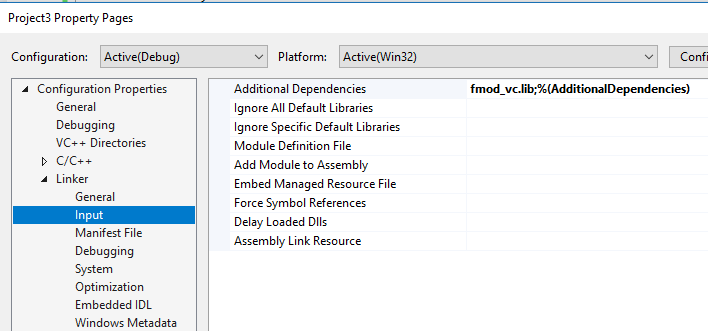 Project3 Property Pages
Configuration: Active(Debug) Platform: Active(Win32) Confi
Configuration Properties
General
Debugging
VC++ Directories
C/C++
Linker
General
Input
Manifest File
Debugging
System
Optimization
Embedded IDL
Windows Metadata
Additional Dependencies fmod_vc.lib;%(AdditionalDependencies)
Ignore All Default Libraries
Ignore Specific Default Libraries
Module Definition File
Add Module to Assembly
Embed Managed Resource File
Force Symbol References
Delay Loaded Dlls
Assembly Link Resource